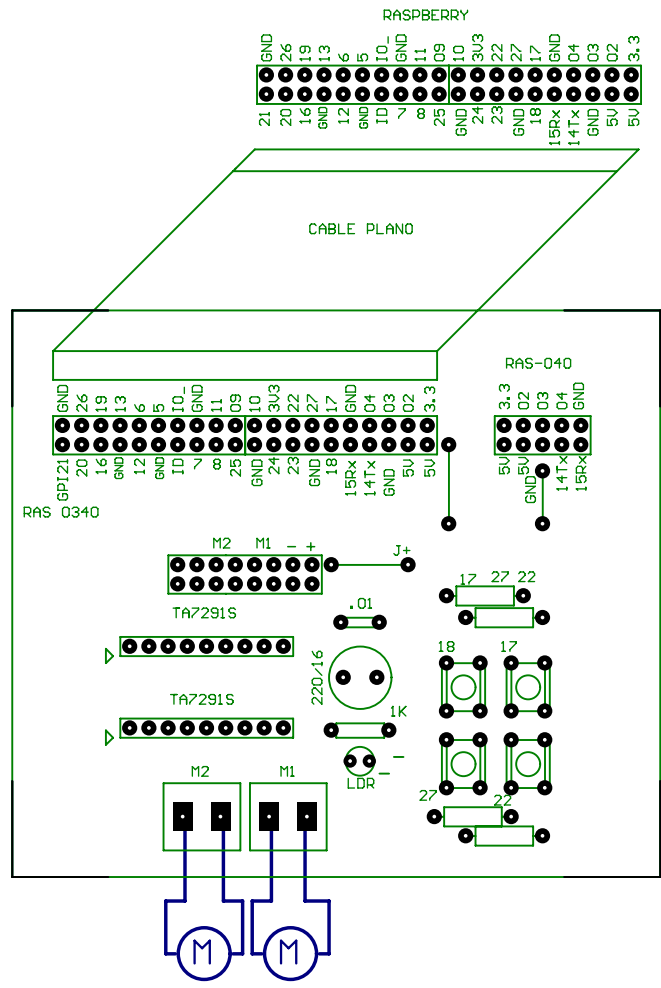 RASPBERRY
GND 26 19 13 6 5 IO_ GND 11 09 10 3V3 22 27 17 GND 04 03 02 3.3
21 20 16 GND 12 GND ID 7 8 25 GND 24 23 GND 18 15Rx 14Tx GND 5V 5V
CABLE PLANO
RAS-040
GND 26 19 13 6 5 IO_ GND 11 09 10 3V3 22 27 17 GND 04 03 02 3.3
3.3 02 03 04 GND
GPI21 20 16 GND 12 GND ID 7 8 25 GND 24 23 GND 18 15Rx 14Tx GND 5V 5V
5V 5V GND 14Tx 15Rx
RAS 0340
M2 M1 - +
J+
17 27 22
.01
TA7291S
18 17
220/16
TA7291S
1K
M2 M1
LDR
27 22
M M